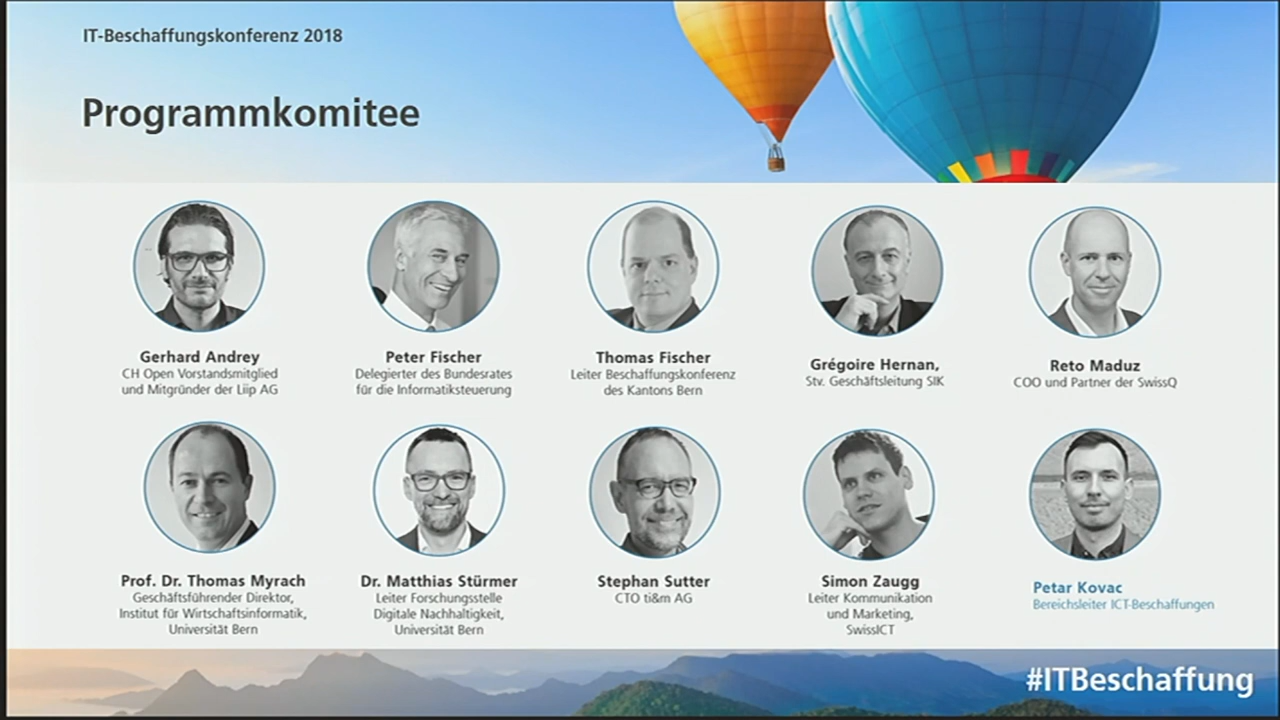 IT-Beschaffungskonferenz 2018
Programmkomitee
Gerhard Andrey
CH Open Vorstandsmitglied
und Mitgründer der Liip AG
Peter Fischer
Delegierter des Bundesrates
für die Informatiksteuerung
Thomas Fischer
Leiter Beschaffungskonferenz
des Kantons Bern
Grégoire Hernan,
Stv. Geschäftsleitung SIK
Reto Maduz
COO und Partner der SwissQ
Prof. Dr. Thomas Myrach
Geschäftsführender Direktor,
Institut für Wirtschaftsinformatik,
Universität Bern
Dr. Matthias Stürmer
Leiter Forschungsstelle
Digitale Nachhaltigkeit,
Universität Bern
Stephan Sutter
CTO ti&m AG
Simon Zaugg
Leiter Kommunikation
und Marketing,
SwissICT
Petar Kovac
Bereichsleiter ICT-Beschaffungen
#ITBeschaffung